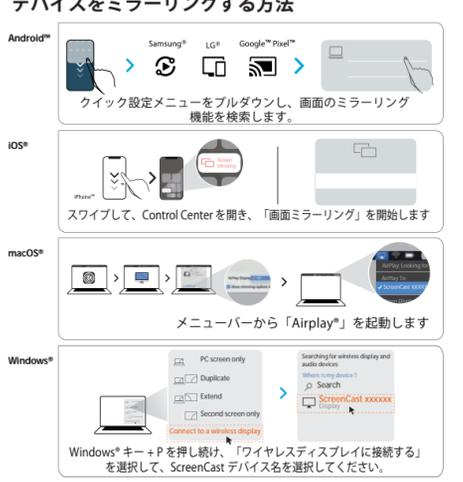 デバイスをミラーリングする方法
Android™
Samsung®
LG®
Google™ Pixel™
クイック設定メニューをプルダウンし、画面のミラーリング
機能を検索します。
iOS®
iPhone™
Screen
Mirroring
スワイプして、Control Center を開き、「画面ミラーリング」を開始します
macOS®
AirPlay Display
Show mirroring options
AirPlay Looking
AirPlay To:
ScreenCast XXXX
メニューバーから「Airplay®」を起動します
Windows®
PC screen only
Duplicate
Extend
Second screen only
Connect to a wireless display
Searching for wireless display and
audio devices
Where is my device ?
Search
ScreenCast xxxxxx
Display
Windows® キー + P を押し続け、「ワイヤレスディスプレイに接続する」
を選択して、ScreenCast デバイス名を選択してください。